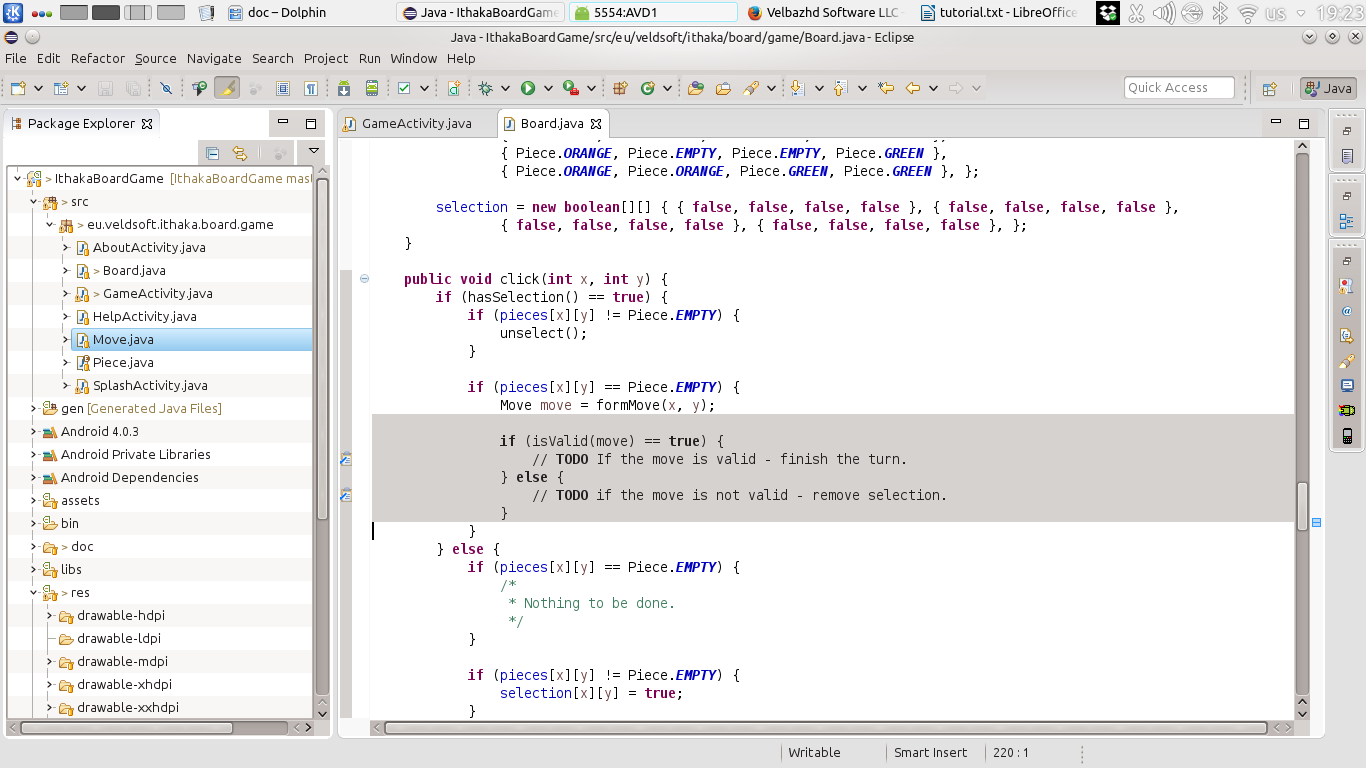 doc – Dolphin
Java - IthakaBoardGame
5554:AVD1
Velbazhd Software LLC
tutorial.txt - LibreOffice
us
19:23
Java - IthakaBoardGame/src/eu/veldsoft/ithaka/board/game/Board.java - Eclipse
File Edit Refactor Source Navigate Search Project Run Window Help
Quick Access
Java
Package Explorer
GameActivity.java
Board.java
> IthakaBoardGame [IthakaBoardGame mast
> src
> eu.veldsoft.ithaka.board.game
AboutActivity.java
> Board.java
> GameActivity.java
HelpActivity.java
Move.java
Piece.java
SplashActivity.java
gen [Generated Java Files]
Android 4.0.3
Android Private Libraries
Android Dependencies
assets
bin
> doc
libs
> res
drawable-hdpi
drawable-ldpi
drawable-mdpi
drawable-xhdpi
drawable-xxhdpi
{ Piece.ORANGE, Piece.EMPTY, Piece.EMPTY, Piece.GREEN },
{ Piece.ORANGE, Piece.ORANGE, Piece.GREEN, Piece.GREEN }, };
selection = new boolean[][] { { false, false, false, false }, { false, false, false, false },
{ false, false, false, false }, { false, false, false, false }, };
}
public void click(int x, int y) {
if (hasSelection() == true) {
if (pieces[x][y] != Piece.EMPTY) {
unselect();
}
if (pieces[x][y] == Piece.EMPTY) {
Move move = formMove(x, y);
if (isValid(move) == true) {
// TODO If the move is valid - finish the turn.
} else {
// TODO if the move is not valid - remove selection.
}
}
} else {
if (pieces[x][y] == Piece.EMPTY) {
/*
* Nothing to be done.
*/
}
if (pieces[x][y] != Piece.EMPTY) {
selection[x][y] = true;
}
Writable
Smart Insert
220 : 1